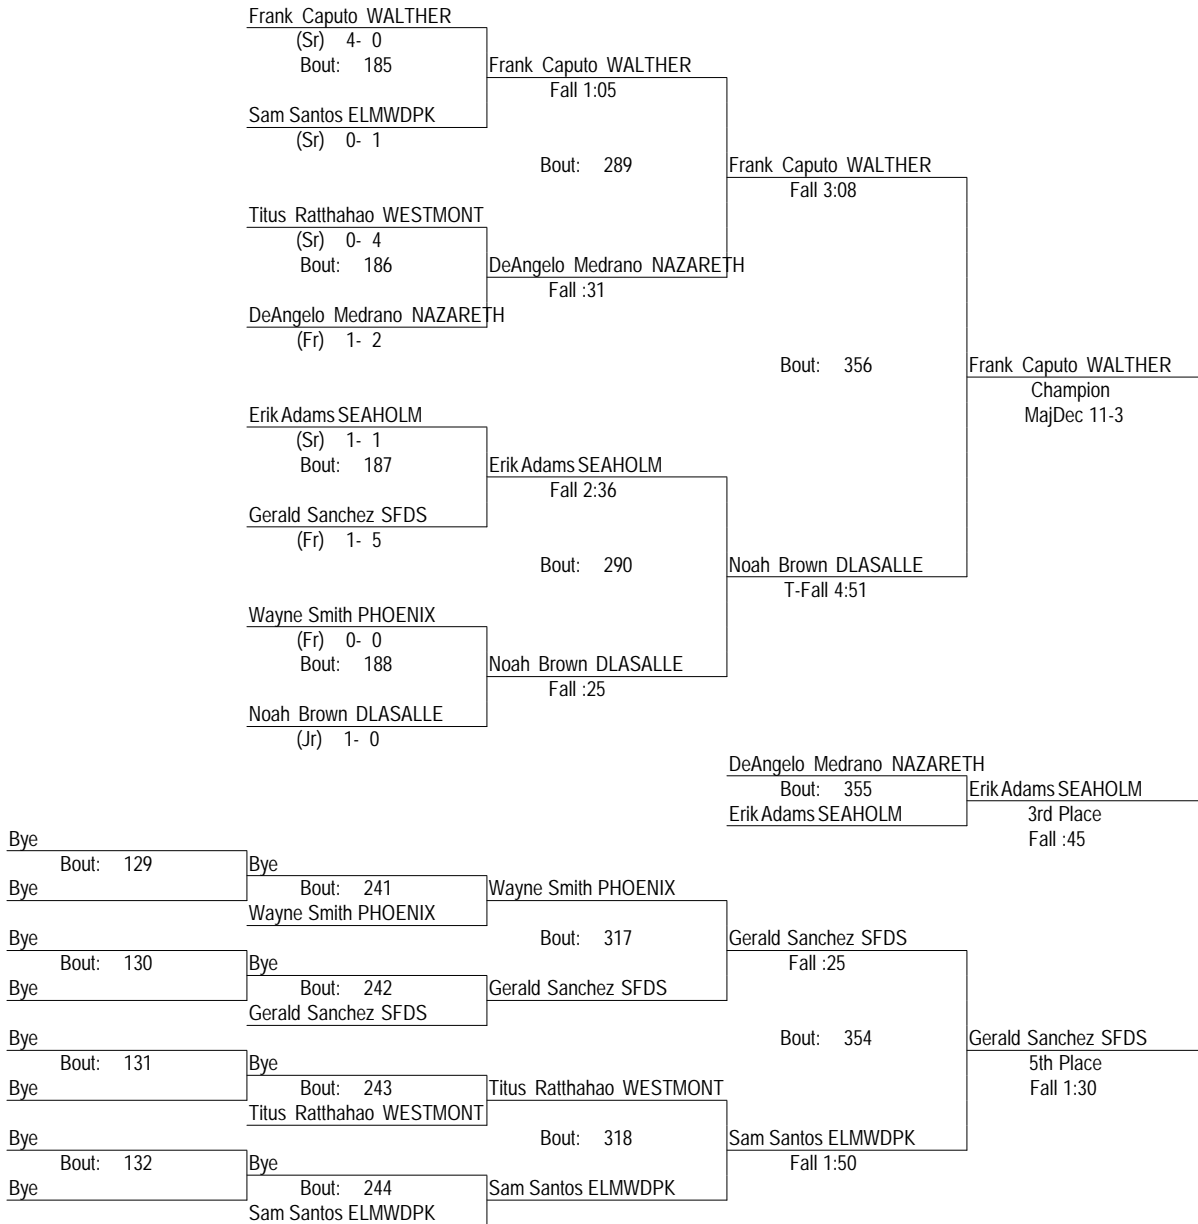 Frank Caputo WALTHER
(Sr) 4- 0
Bout: 185
Frank Caputo WALTHER
Fall 1:05
Sam Santos ELMWDPK
(Sr) 0- 1
Bout: 289
Frank Caputo WALTHER
Fall 3:08
Titus Ratthahao WESTMONT
(Sr) 0- 4
Bout: 186
DeAngelo Medrano NAZARETH
Fall :31
DeAngelo Medrano NAZARETH
(Fr) 1- 2
Bout: 356
Frank Caputo WALTHER
Champion
MajDec 11-3
Erik Adams SEAHOLM
(Sr) 1- 1
Bout: 187
Erik Adams SEAHOLM
Fall 2:36
Gerald Sanchez SFDS
(Fr) 1- 5
Bout: 290
Noah Brown DLASALLE
T-Fall 4:51
Wayne Smith PHOENIX
(Fr) 0- 0
Bout: 188
Noah Brown DLASALLE
Fall :25
Noah Brown DLASALLE
(Jr) 1- 0
DeAngelo Medrano NAZARETH
Bout: 355
Erik Adams SEAHOLM
Erik Adams SEAHOLM
3rd Place
Fall :45
Bye
Bout: 129
Bye
Bye
Bout: 241
Wayne Smith PHOENIX
Wayne Smith PHOENIX
Bout: 317
Gerald Sanchez SFDS
Fall :25
Bye
Bout: 130
Bye
Bye
Bout: 242
Gerald Sanchez SFDS
Gerald Sanchez SFDS
Bout: 354
Gerald Sanchez SFDS
5th Place
Fall 1:30
Bye
Bout: 131
Bye
Bye
Bout: 243
Titus Ratthahao WESTMONT
Titus Ratthahao WESTMONT
Bout: 318
Sam Santos ELMWDPK
Fall 1:50
Bye
Bout: 132
Bye
Bye
Bout: 244
Sam Santos ELMWDPK
Sam Santos ELMWDPK